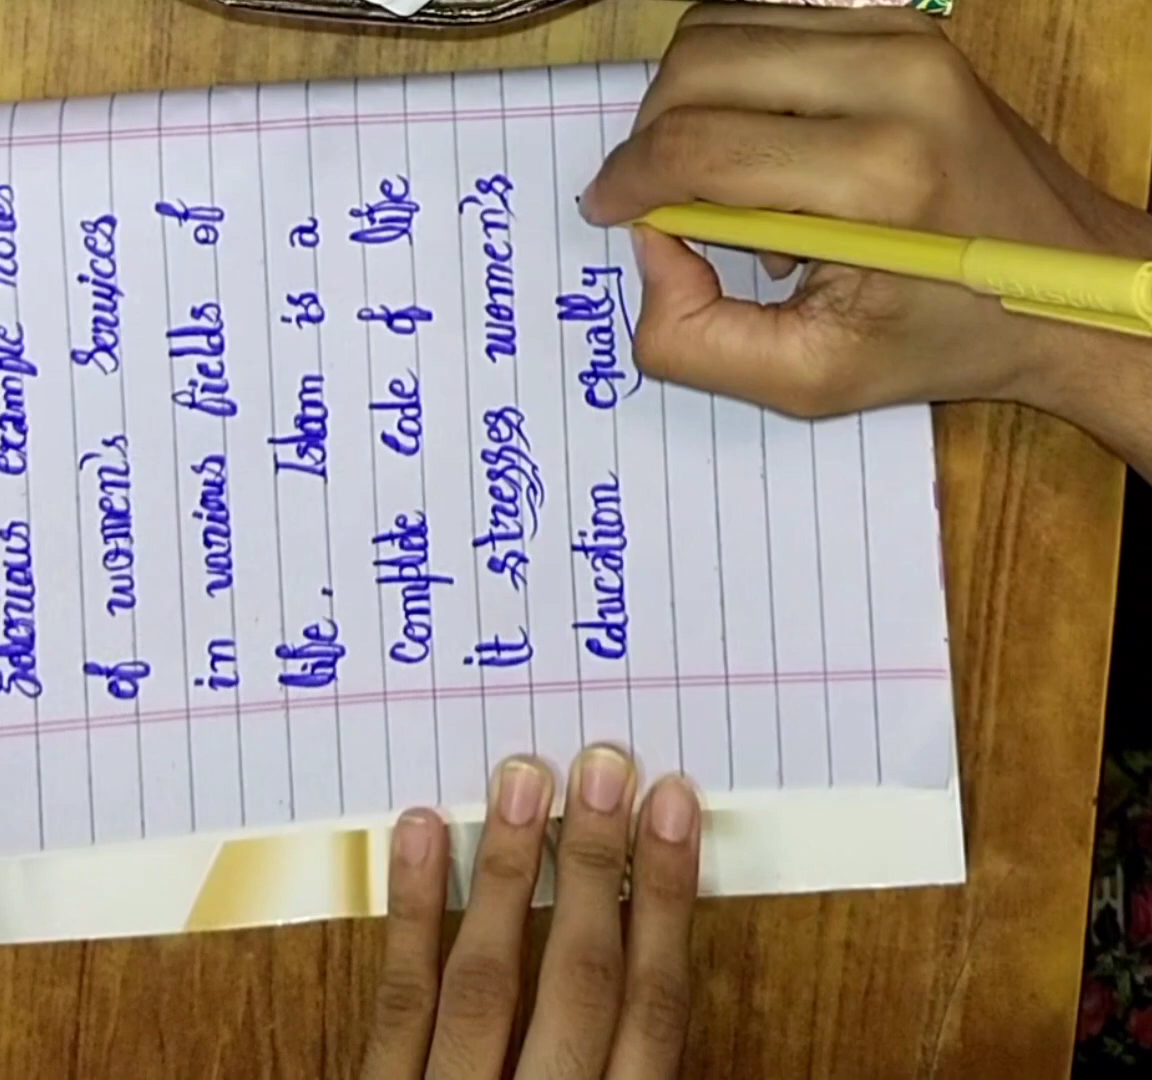 example
of women's Services
in various fields of
life. Islam is a
Complete Code of life
it stresses women's
education equally